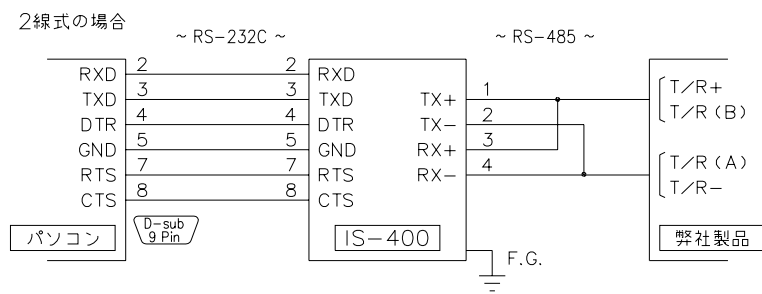 2線式の場合
~ RS-232C ~
~ RS-485 ~
RXD 2 2 RXD
TXD 3 3 TXD TX+ 1 T/R+
DTR 4 4 DTR TX- 2 T/R(B)
GND 5 5 GND RX+ 3
RTS 7 7 RTS RX- 4 T/R(A)
CTS 8 8 CTS T/R-
パソコン D-sub 9 Pin IS-400 弊社製品
F.G.